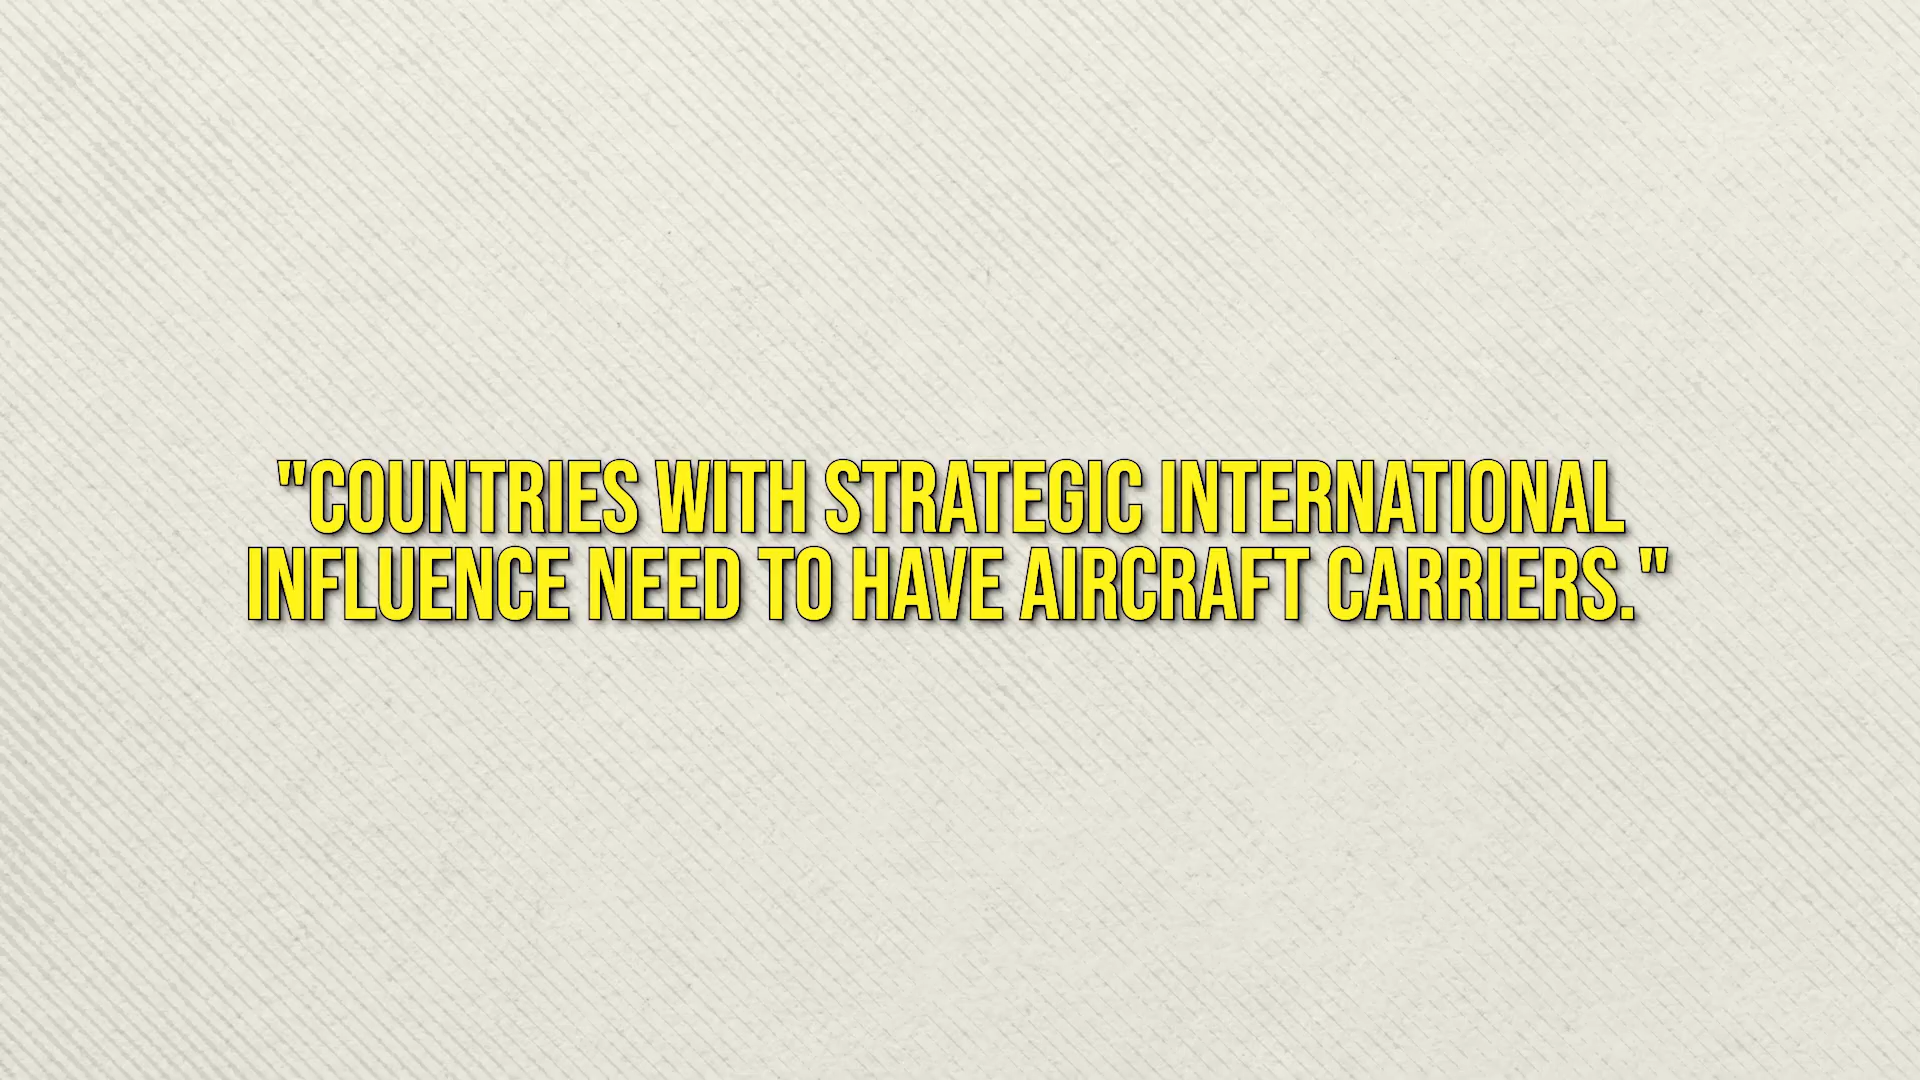 "COUNTRIES WITH STRATEGIC INTERNATIONAL
INFLUENCE NEED TO HAVE AIRCRAFT CARRIERS."